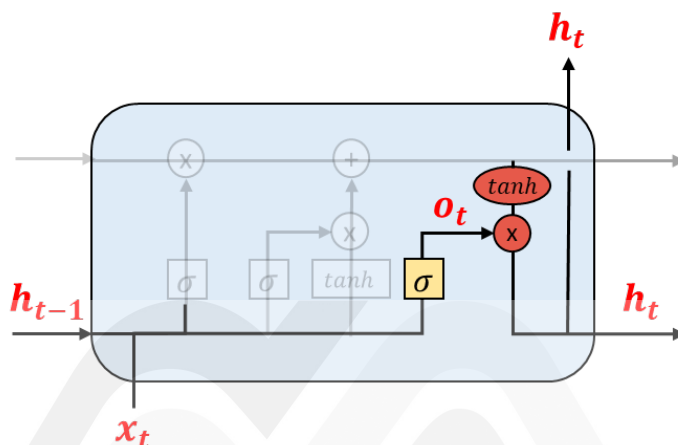 h_t
x +
tanh
o_t
x x
σ σ tanh σ
h_{t-1} h_t
x_t